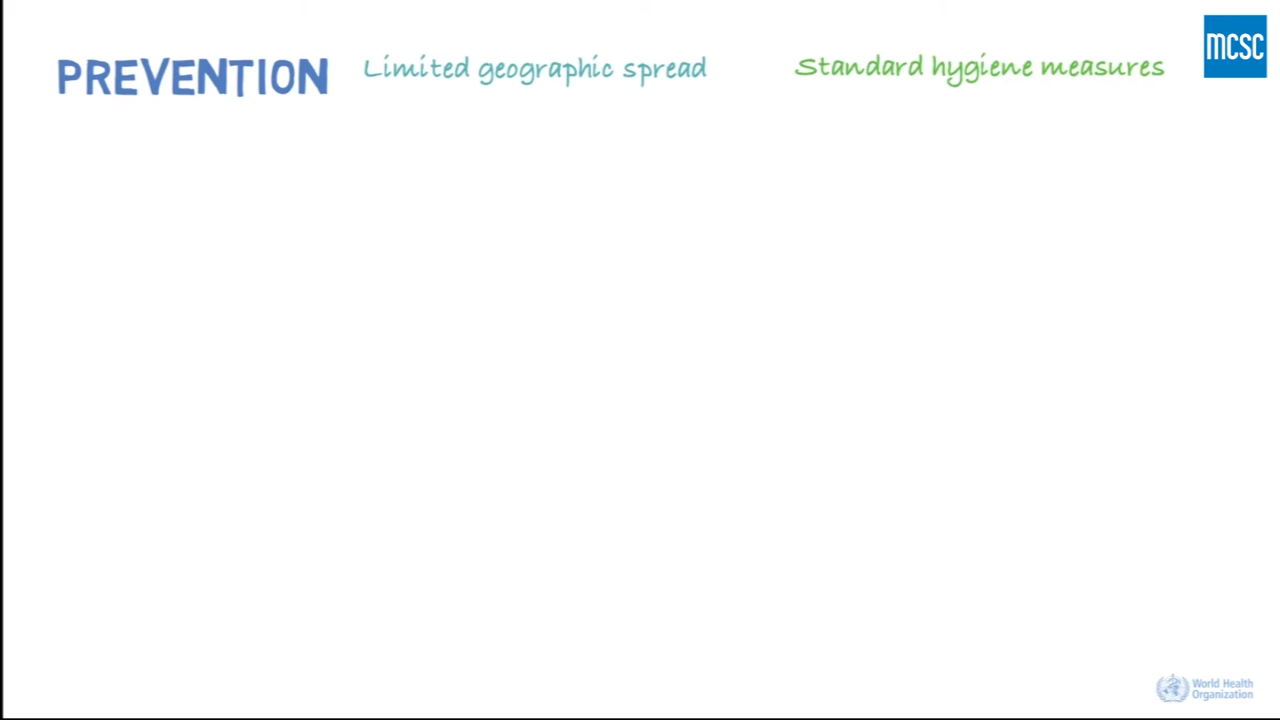 PREVENTION Limited geographic spread Standard hygiene measures
mcsc
World Health
Organization